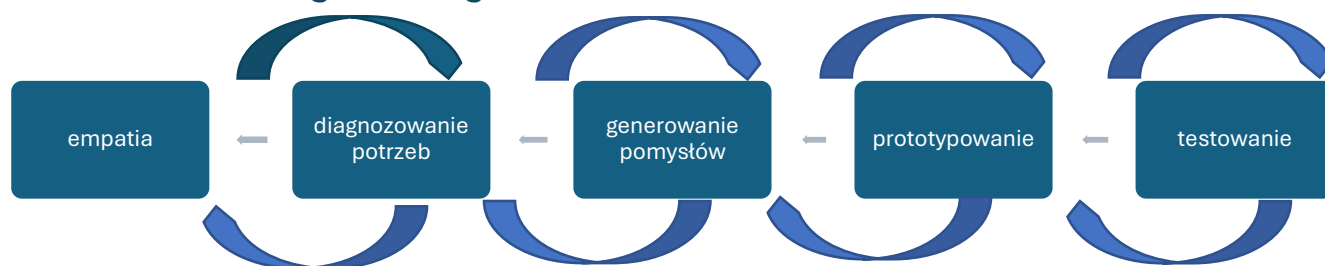 empatia
diagnozowanie
potrzeb
generowanie
pomysłów
prototypowanie
testowanie